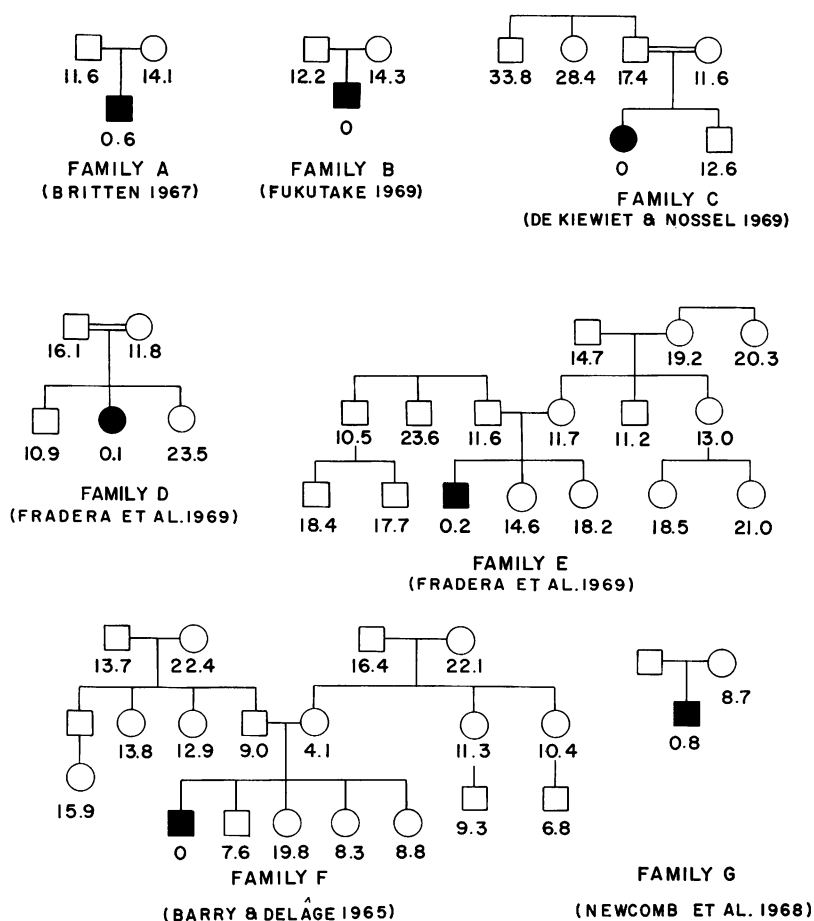 11.6 14.1
0.6
FAMILY A
(BRITTEN 1967)
12.2 14.3
0
FAMILY B
(FUKUTAKE 1969)
33.8 28.4 17.4 11.6
0 12.6
FAMILY C
(DE KIEWIET & NOSSEL 1969)
16.1 11.8
10.9 0.1 23.5
FAMILY D
(FRADERA ET AL.1969)
14.7 19.2 20.3
10.5 23.6 11.6 11.7 11.2 13.0
18.4 17.7 0.2 14.6 18.2 18.5 21.0
FAMILY E
(FRADERA ET AL.1969)
13.7 22.4 16.4 22.1
13.8 12.9 9.0 4.1 11.3 10.4
15.9
0 7.6 19.8 8.3 8.8 9.3 6.8
FAMILY F
(BARRY & DELÂGE 1965)
8.7
0.8
FAMILY G
(NEWCOMB ET AL. 1968)